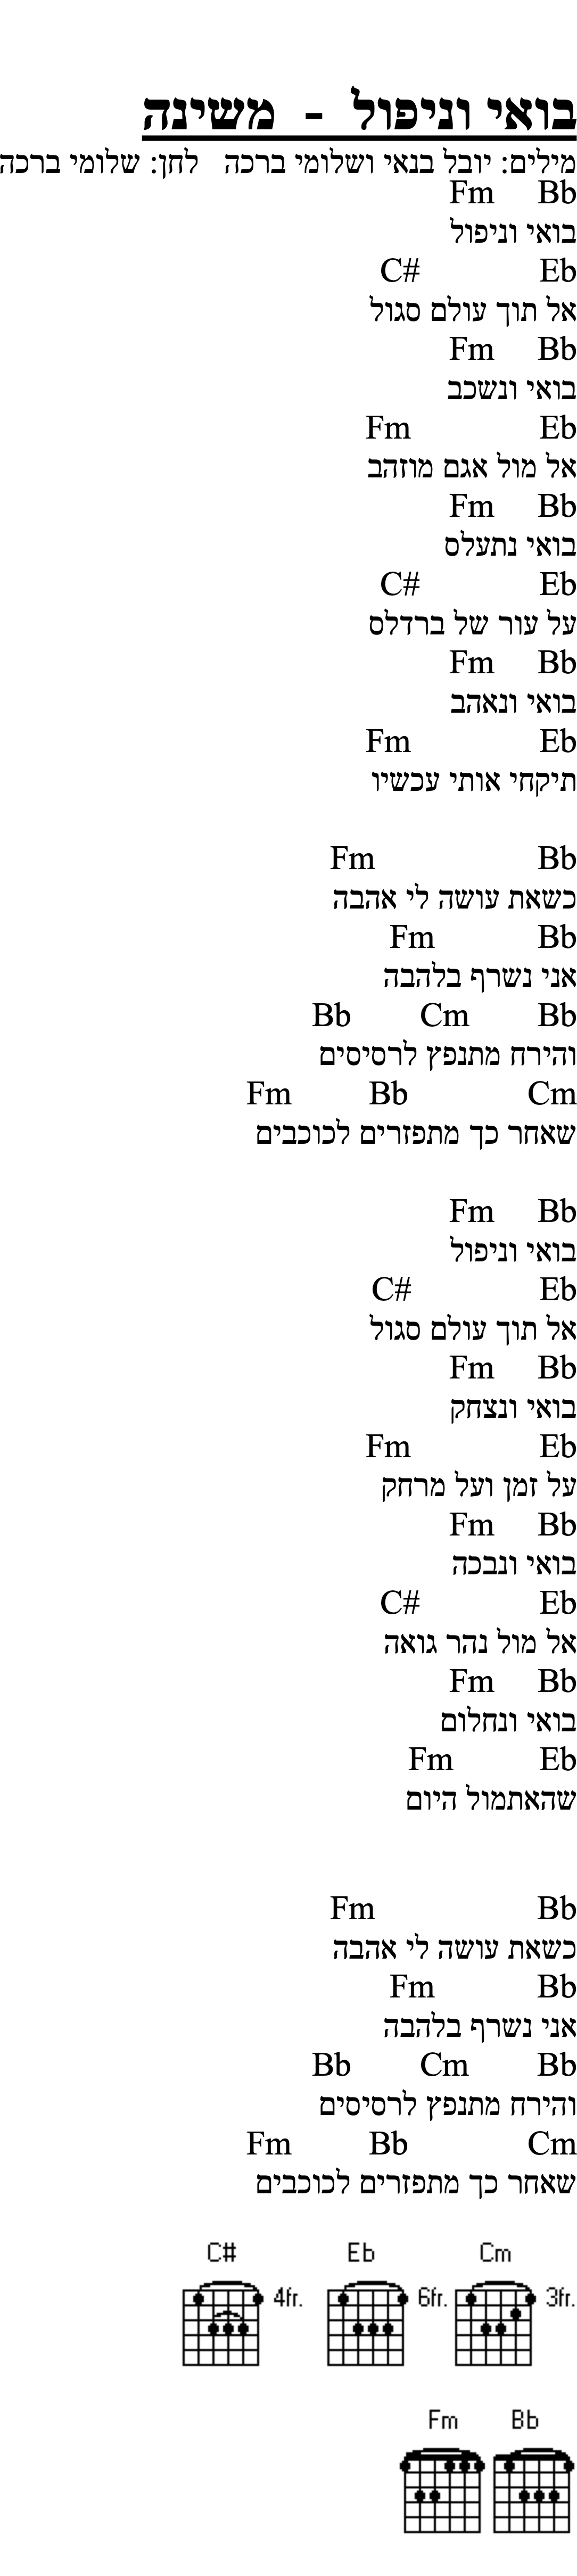 בואי וניפול - משינה
מילים: יובל בנאי ושלומי ברכה לחן: שלומי ברכה
Bb Fm
בואי וניפול
Eb C#
אל תוך עולם סגול
Bb Fm
בואי ונשכב
Eb Fm
אל מול אגם מוזהב
Bb Fm
בואי נתעלס
Eb C#
על עור של ברדלס
Bb Fm
בואי ונאהב
Eb Fm
תיקחי אותי עכשיו
Bb Fm
כשאת עושה לי אהבה
Bb Fm
אני נשרף בלהבה
Bb Cm Bb
והירח מתנפץ לרסיסים
Cm Bb Fm
שאחר כך מתפזרים לכוכבים
Bb Fm
בואי וניפול
Eb C#
אל תוך עולם סגול
Bb Fm
בואי ונצחק
Eb Fm
על זמן ועל מרחק
Bb Fm
בואי ונבכה
Eb C#
אל מול נהר גואה
Bb Fm
בואי ונחלום
Eb Fm
שהאתמול היום
Bb Fm
כשאת עושה לי אהבה
Bb Fm
אני נשרף בלהבה
Bb Cm Bb
והירח מתנפץ לרסיסים
Cm Bb Fm
שאחר כך מתפזרים לכוכבים
C# Eb Cm
4fr. 6fr. 3fr.
Fm Bb